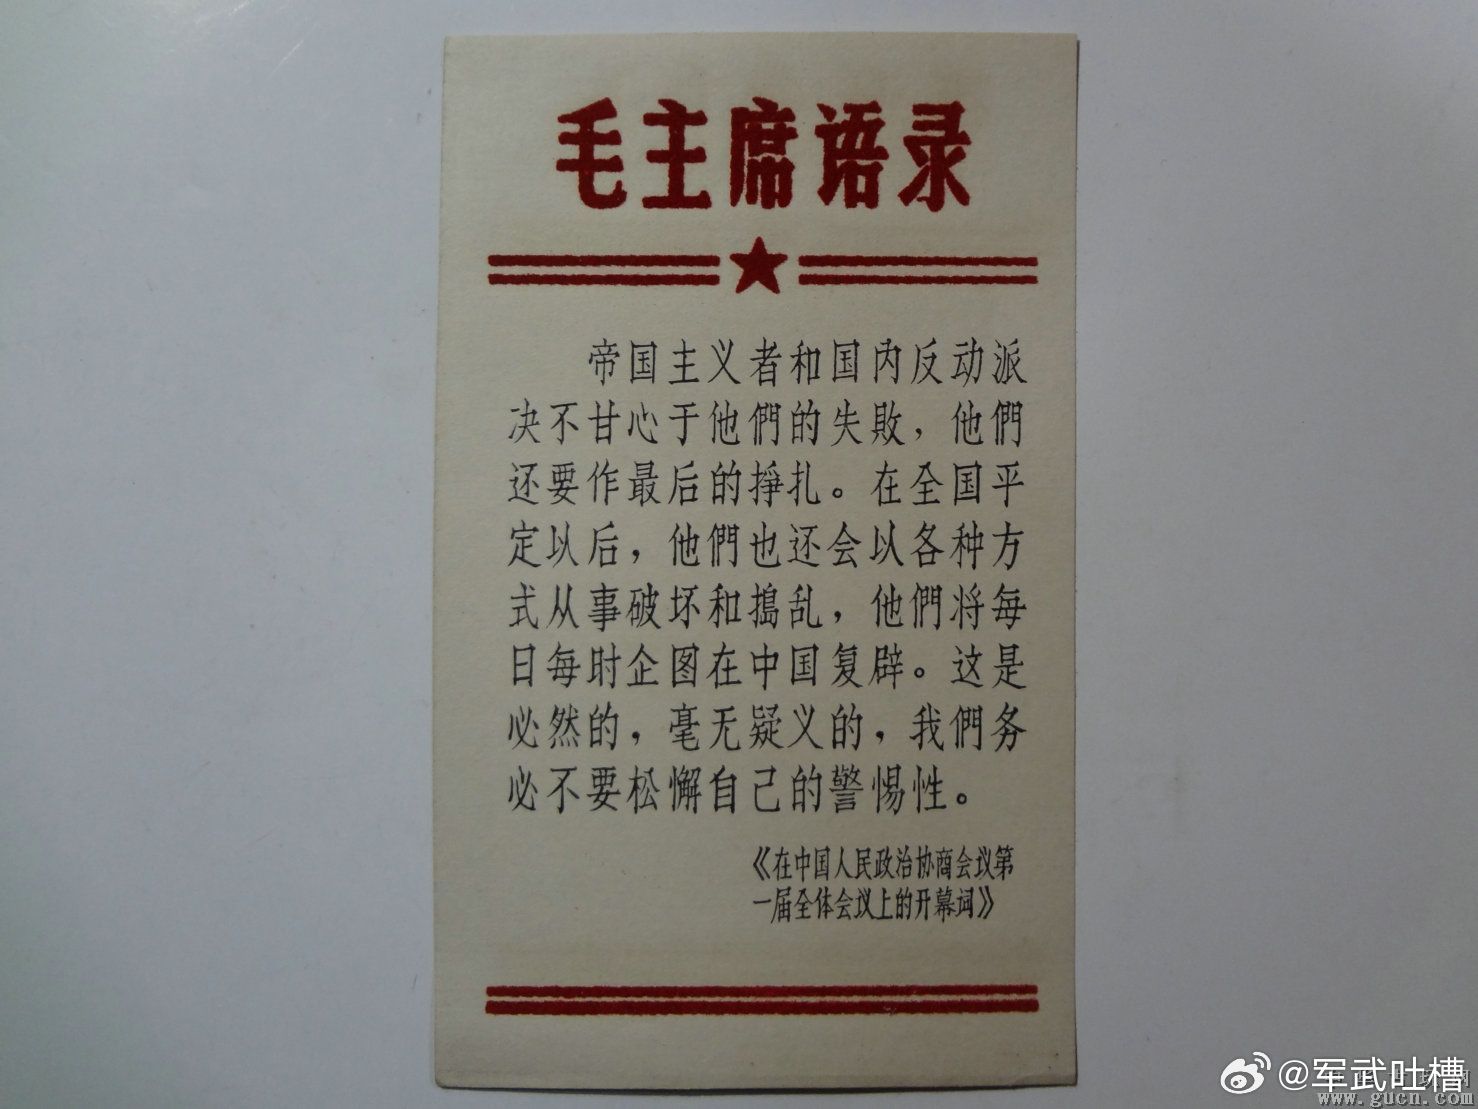 毛主席语录
帝国主义者和国内反动派
决不甘心于他們的失敗，他們
还要作最后的掙扎。在全国平
定以后，他們也还会以各种方
式从事破坏和搗乱，他們将每
日每时企图在中国复辟。这是
必然的，毫无疑义的，我們务
必不要松懈自己的警惕性。
《在中国人民政治协商会议第
一届全体会议上的开幕词》
@军武吐槽
www.gucn.com